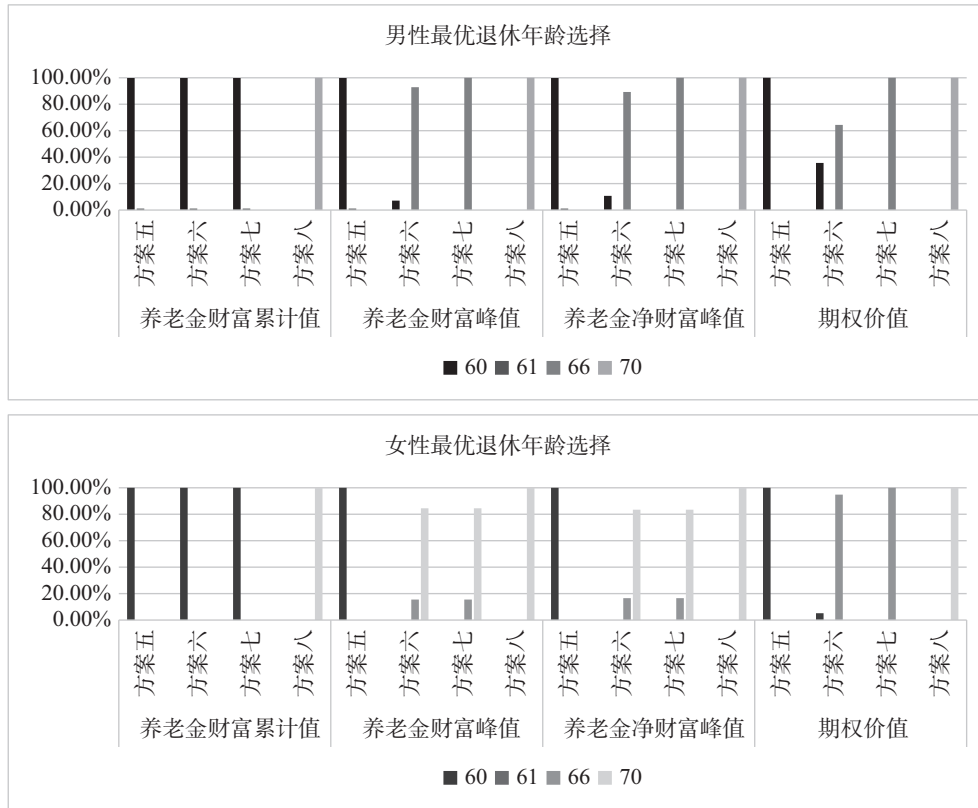 男性最优退休年龄选择
100.00%
80.00%
60.00%
40.00%
20.00%
0.00%
方案五 方案六 方案七 方案八 方案五 方案六 方案七 方案八 方案五 方案六 方案七 方案八 方案五 方案六 方案七 方案八
养老金财富累计值 养老金财富峰值 养老金净财富峰值 期权价值
60 61 66 70
女性最优退休年龄选择
100.00%
80.00%
60.00%
40.00%
20.00%
0.00%
方案五 方案六 方案七 方案八 方案五 方案六 方案七 方案八 方案五 方案六 方案七 方案八 方案五 方案六 方案七 方案八
养老金财富累计值 养老金财富峰值 养老金净财富峰值 期权价值
60 61 66 70